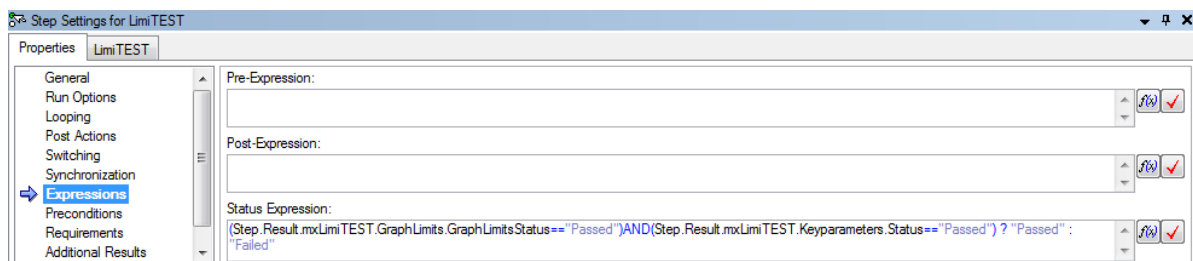 Step Settings for LimiTEST
Properties
LimiTEST
General
Run Options
Looping
Post Actions
Switching
Synchronization
Expressions
Preconditions
Requirements
Additional Results
Pre-Expression:
f(x)
Post-Expression:
f(x)
Status Expression:
(Step.Result.mxLimiTEST.GraphLimits.GraphLimitsStatus=="Passed")AND(Step.Result.mxLimiTEST.Keyparameters.Status=="Passed") ? "Passed" :
"Failed"
f(x)